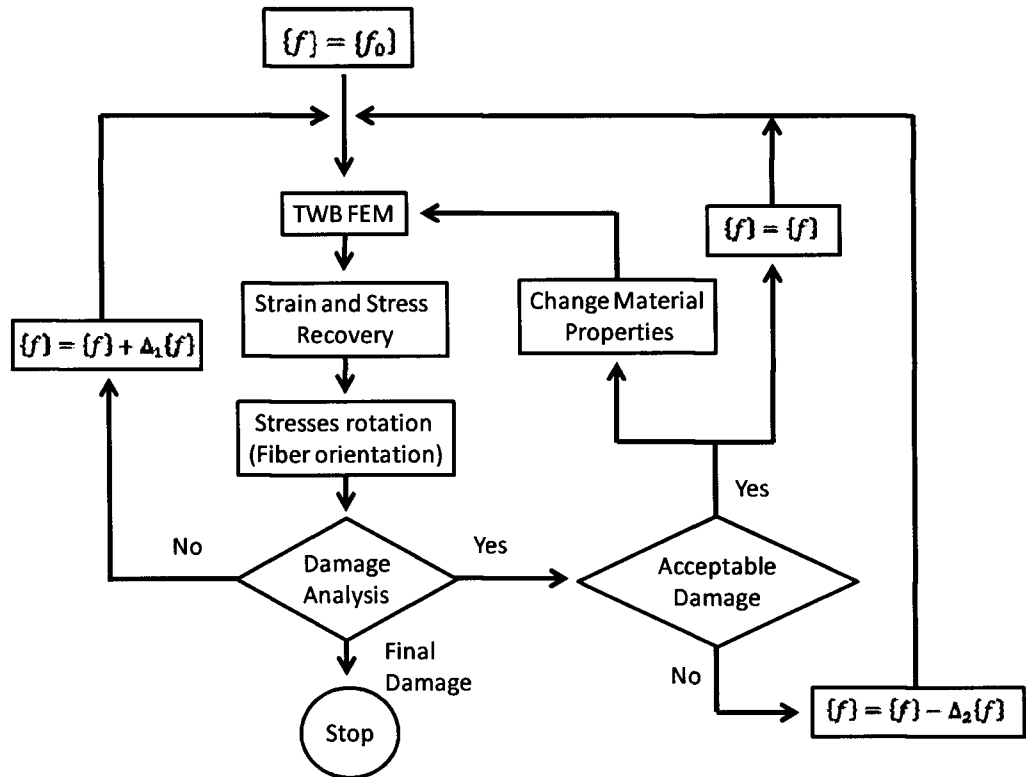 {f} = {f₀}
TWB FEM
{f} = {f}
Strain and Stress
Recovery
Change Material
Properties
{f} = {f} + Δ₁{f}
Stresses rotation
(Fiber orientation)
Yes
No
Damage
Analysis
Yes
Acceptable
Damage
Final
Damage
No
{f} = {f} − Δ₂{f}
Stop